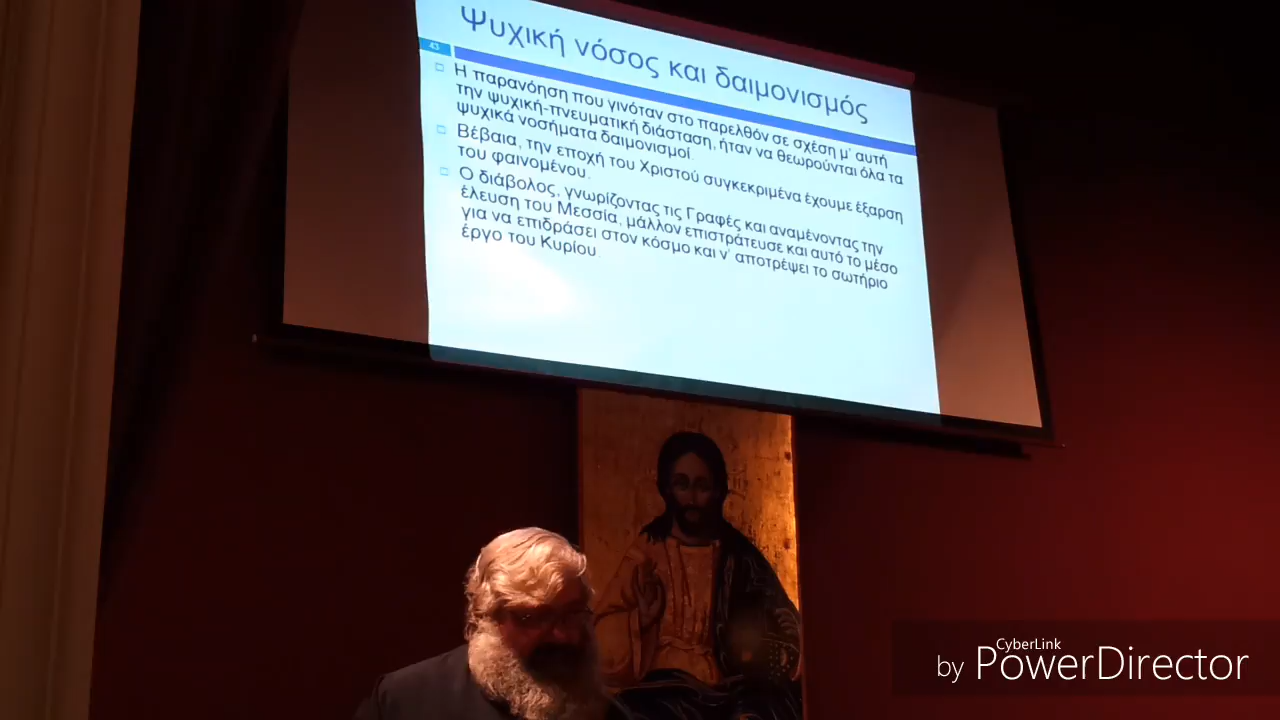 Ψυχική νόσος και δαιμονισμός
43
Η παρανόηση που γινόταν στο παρελθόν σε σχέση μ' αυτή
την ψυχική-πνευματική διάσταση, ήταν να θεωρούνται όλα τα
ψυχικά νοσήματα δαιμονισμοί.
Βέβαια, την εποχή του Χριστού συγκεκριμένα έχουμε έξαρση
του φαινομένου.
Ο διάβολος, γνωρίζοντας τις Γραφές και αναμένοντας την
έλευση του Μεσσία, μάλλον επιστράτευσε και αυτό το μέσο
για να επιδράσει στον κόσμο και ν' αποτρέψει το σωτήριο
έργο του Κυρίου.
CyberLink
by PowerDirector